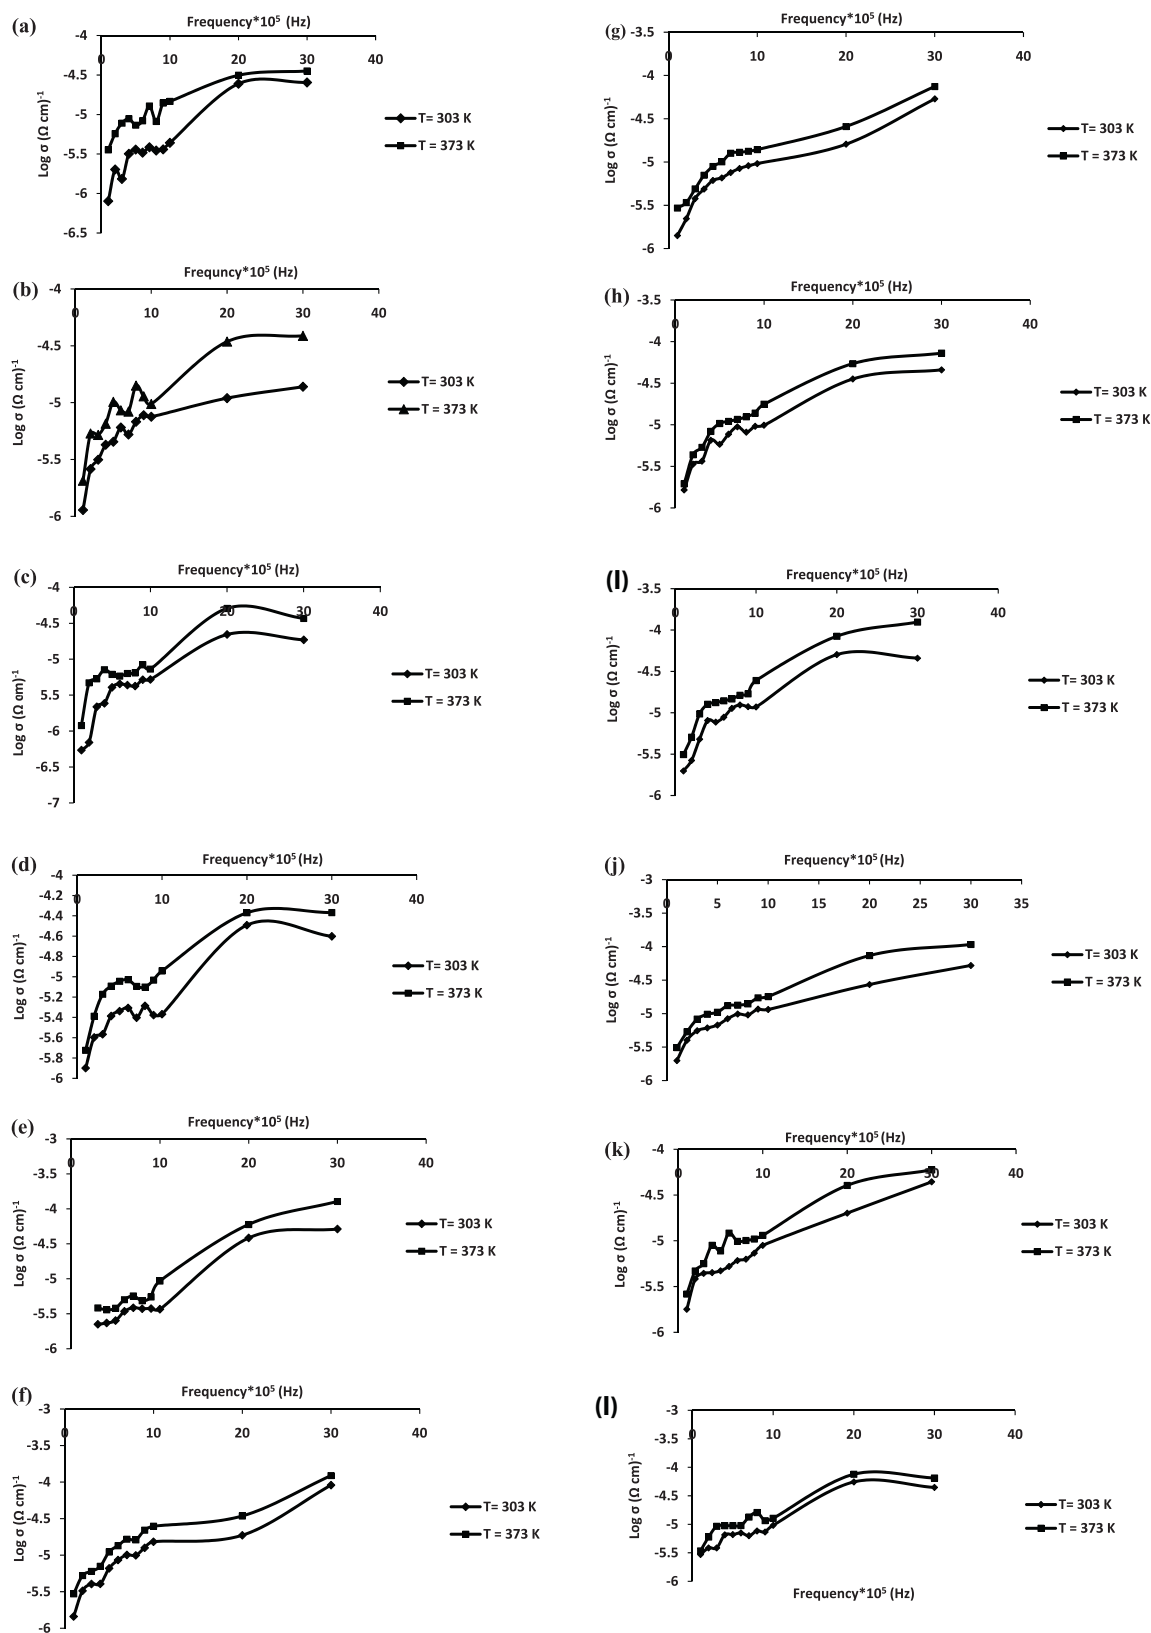 (a)
Frequency*10⁵ (Hz)
-4
0 10 20 30 40
-4.5
-5
-5.5
-6
-6.5
Log σ (Ω cm)⁻¹
T= 303 K
T = 373 K
(b)
Frequncy*10⁵ (Hz)
-4
0 10 20 30 40
-4.5
-5
-5.5
-6
Log σ (Ω cm)⁻¹
T= 303 K
T = 373 K
(c)
Frequency*10⁵ (Hz)
-4
0 10 20 30 40
-4.5
-5
-5.5
-6
-6.5
-7
Log σ (Ω cm)⁻¹
T= 303 K
T = 373 K
(d)
Frequency*10⁵ (Hz)
-4
0 10 20 30 40
-4.2
-4.4
-4.6
-4.8
-5
-5.2
-5.4
-5.6
-5.8
-6
Log σ (Ω cm)⁻¹
T= 303 K
T = 373 K
(e)
Frequency*10⁵ (Hz)
-3
0 10 20 30 40
-3.5
-4
-4.5
-5
-5.5
-6
Log σ (Ω cm)⁻¹
T= 303 K
T = 373 K
(f)
Frequency*10⁵ (Hz)
-3
0 10 20 30 40
-3.5
-4
-4.5
-5
-5.5
-6
Log σ (Ω cm)⁻¹
T= 303 K
T = 373 K
(g)
Frequency*10⁵ (Hz)
-3.5
0 10 20 30 40
-4
-4.5
-5
-5.5
-6
Log σ (Ω cm)⁻¹
T= 303 K
T = 373 K
(h)
Frequency*10⁵ (Hz)
-3.5
0 10 20 30 40
-4
-4.5
-5
-5.5
-6
Log σ (Ω cm)⁻¹
T= 303 K
T = 373 K
(I)
Frequency*10⁵ (Hz)
-3.5
0 10 20 30 40
-4
-4.5
-5
-5.5
-6
Log σ (Ω cm)⁻¹
T= 303 K
T = 373 K
(j)
Frequency*10⁵ (Hz)
-3
0 5 10 15 20 25 30 35
-3.5
-4
-4.5
-5
-5.5
-6
Log σ (Ω cm)⁻¹
T= 303 K
T = 373 K
(k)
Frequency*10⁵ (Hz)
-4
0 10 20 30 40
-4.5
-5
-5.5
-6
Log σ (Ω cm)⁻¹
T= 303 K
T = 373 K
(l)
-3
0 10 20 30 40
-3.5
-4
-4.5
-5
-5.5
-6
Log σ (Ω cm)⁻¹
T= 303 K
T = 373 K
Frequency*10⁵ (Hz)